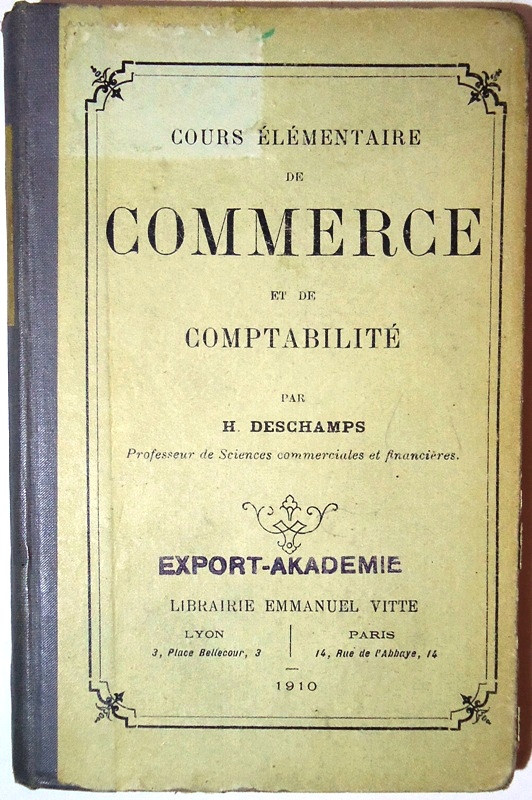 COURS ÉLÉMENTAIRE
DE
COMMERCE
ET DE
COMPTABILITÉ
PAR
H. DESCHAMPS
Professeur de Sciences commerciales et financières.
EXPORT-AKADEMIE
LIBRAIRIE EMMANUEL VITTE
LYON
3, Place Bellecour, 3
PARIS
14, Rue de l'Abbaye, 14
1910